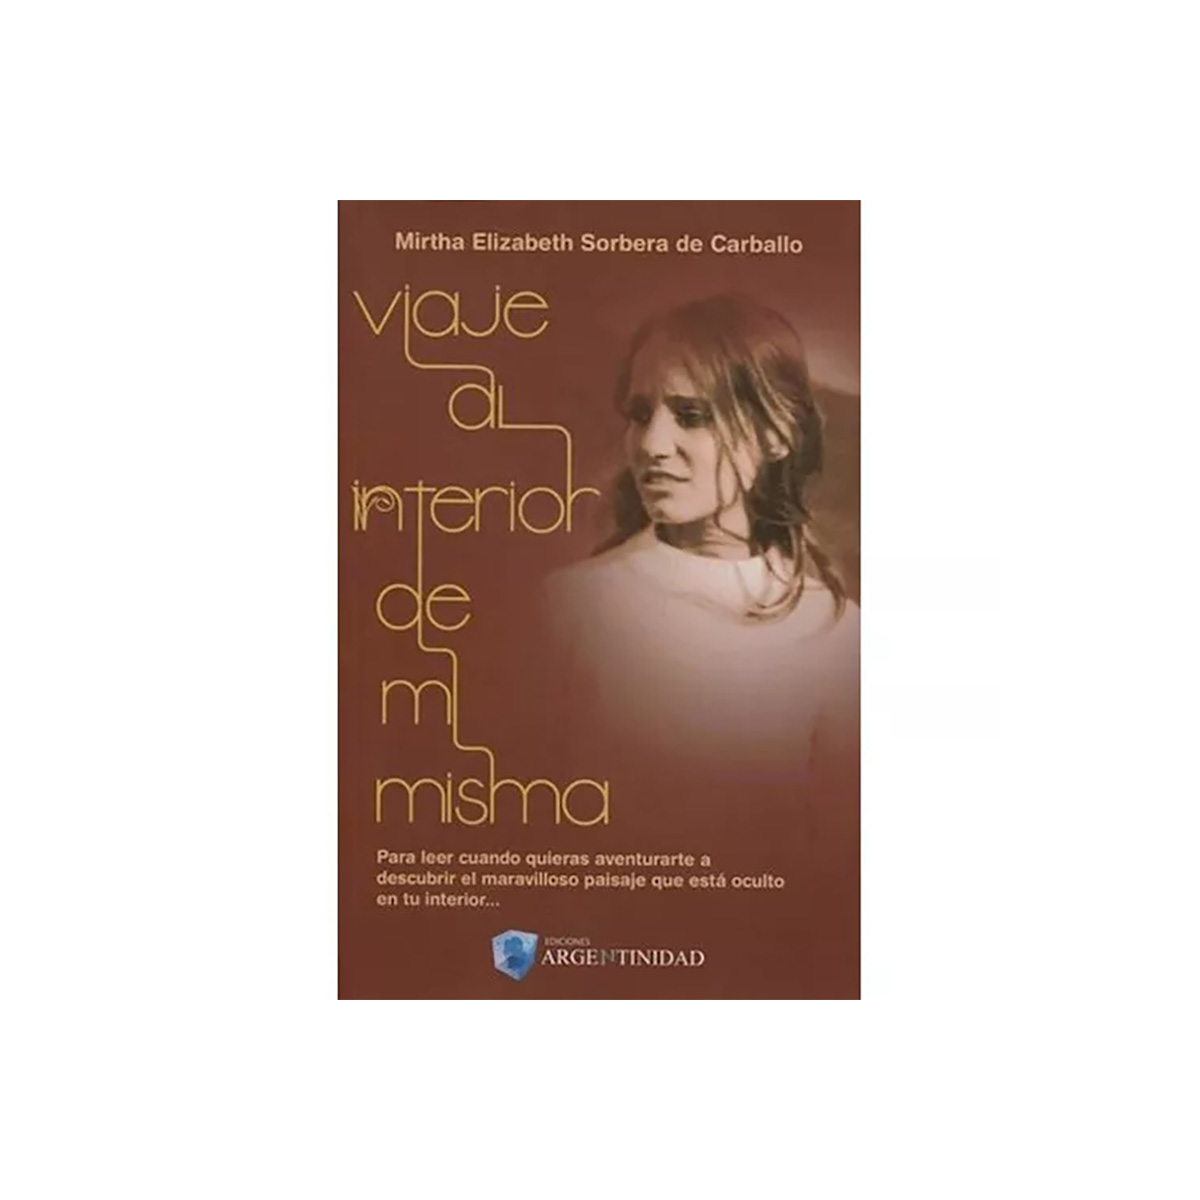 Mirtha Elizabeth Sorbera de Carballo
viaje
al
interior
de
mi
misma
Para leer cuando quieras aventurarte a
descubrir el maravilloso paisaje que está oculto
en tu interior...
EDICIONES
ARGENTINIDAD